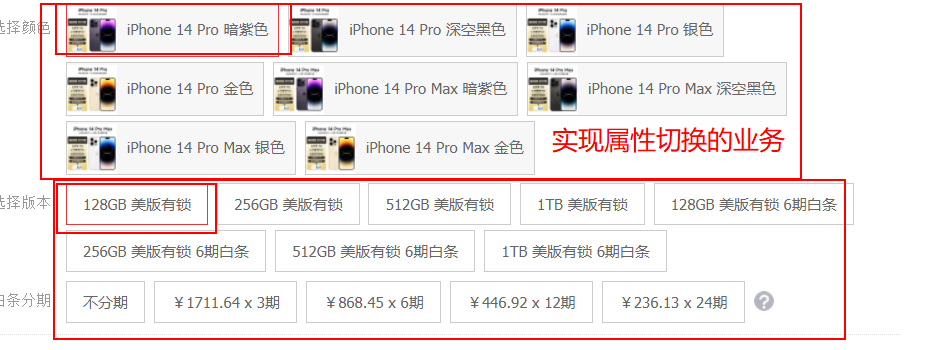 选择颜色 iPhone 14 Pro 暗紫色 iPhone 14 Pro 深空黑色 iPhone 14 Pro 银色
iPhone 14 Pro 金色 iPhone 14 Pro Max 暗紫色 iPhone 14 Pro Max 深空黑色
iPhone 14 Pro Max 银色 iPhone 14 Pro Max 金色 实现属性切换的业务
选择版本 128GB 美版有锁 256GB 美版有锁 512GB 美版有锁 1TB 美版有锁 128GB 美版有锁 6期白条
256GB 美版有锁 6期白条 512GB 美版有锁 6期白条 1TB 美版有锁 6期白条
白条分期 不分期 ￥1711.64 x 3期 ￥868.45 x 6期 ￥446.92 x 12期 ￥236.13 x 24期 ?